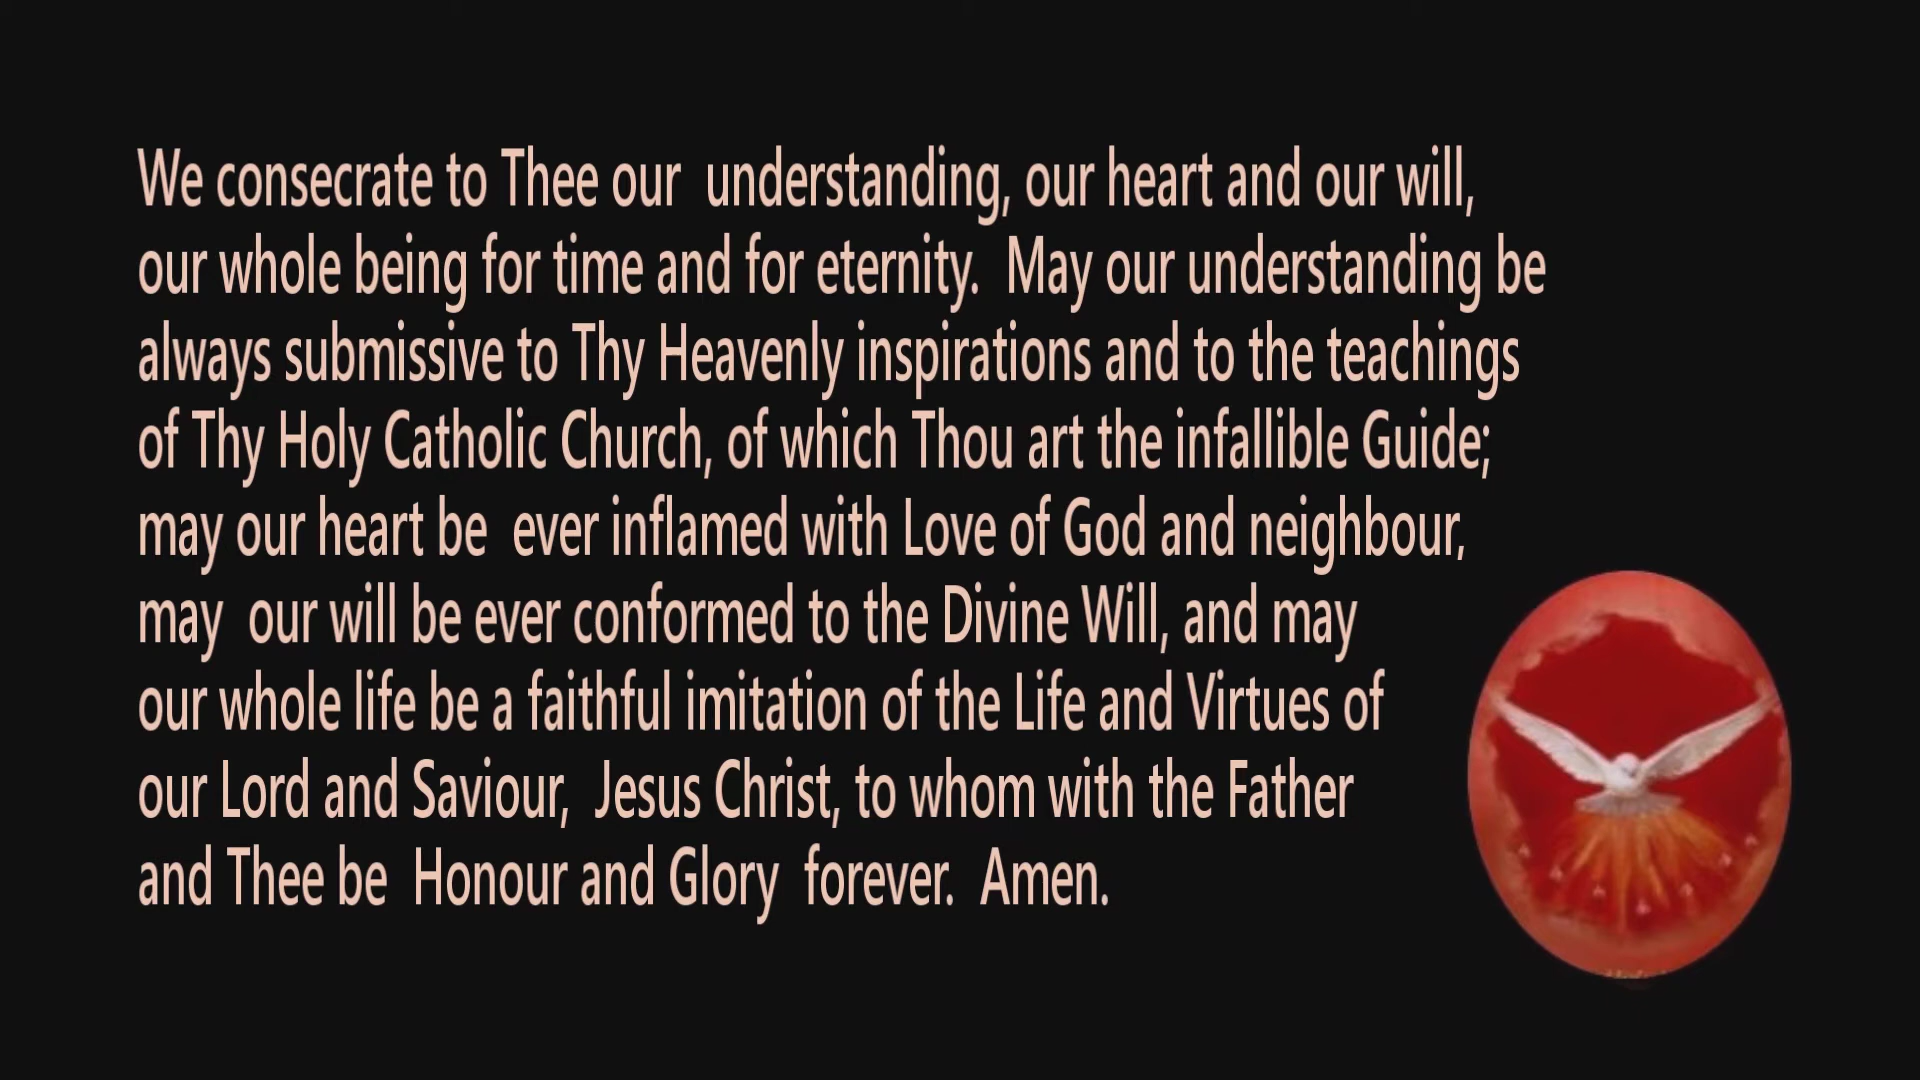 We consecrate to Thee our  understanding, our heart and our will,
our whole being for time and for eternity.  May our understanding be
always submissive to Thy Heavenly inspirations and to the teachings
of Thy Holy Catholic Church, of which Thou art the infallible Guide;
may our heart be  ever inflamed with Love of God and neighbour,
may  our will be ever conformed to the Divine Will, and may
our whole life be a faithful imitation of the Life and Virtues of
our Lord and Saviour,  Jesus Christ, to whom with the Father
and Thee be  Honour and Glory  forever.  Amen.